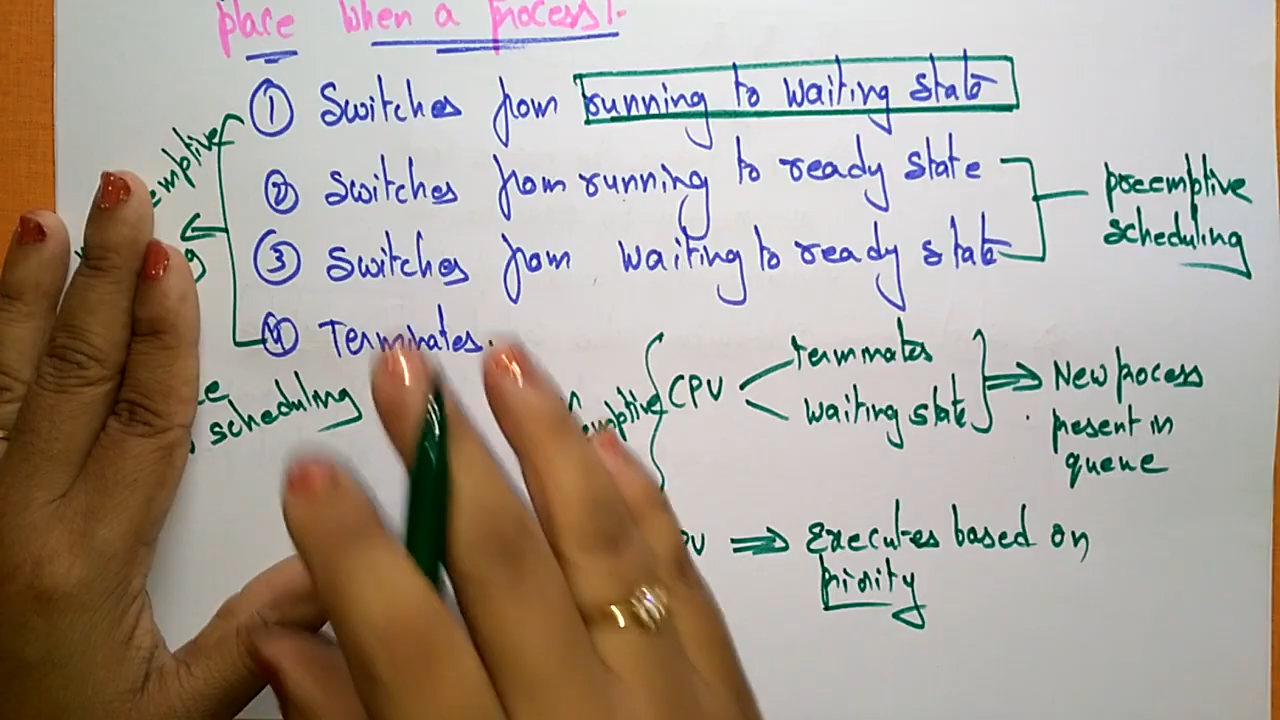 place when a process:-
① Switches from running to waiting state
② Switches from running to ready state
③ Switches from waiting to ready state
④ Terminates.
preemptive
scheduling
scheduling
CPU
terminates
waiting state
New process
present in
queue
Executes based on
priority